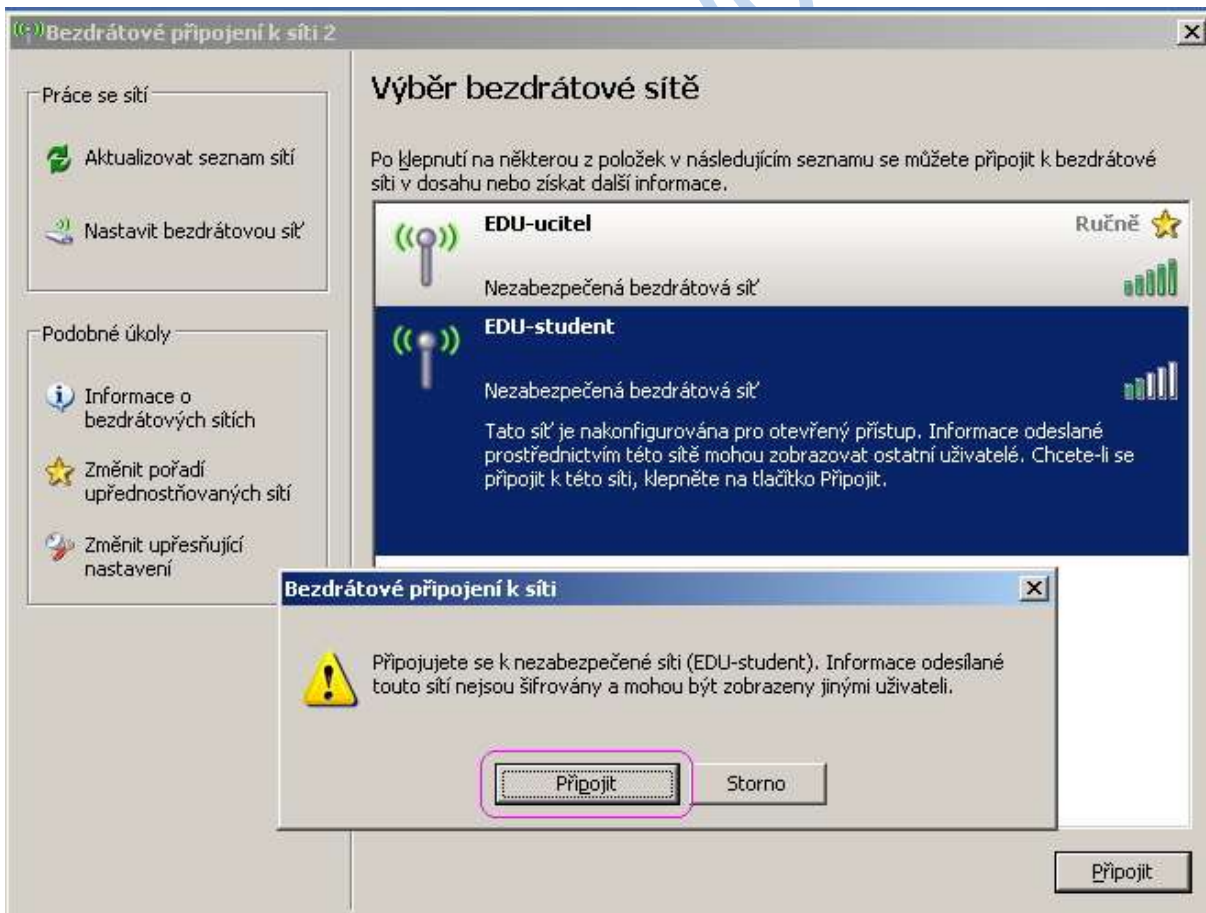 Bezdrátové připojení k síti 2
Práce se sítí
Aktualizovat seznam sítí
Nastavit bezdrátovou síť
Podobné úkoly
Informace o
bezdrátových sítích
Změnit pořadí
upřednostňovaných sítí
Změnit upřesňující
nastavení
Výběr bezdrátové sítě
Po klepnutí na některou z položek v následujícím seznamu se můžete připojit k bezdrátové
síti v dosahu nebo získat další informace.
EDU-ucitel
Ručně
Nezabezpečená bezdrátová síť
EDU-student
Nezabezpečená bezdrátová síť
Tato síť je nakonfigurována pro otevřený přístup. Informace odeslané
prostřednictvím této sítě mohou zobrazovat ostatní uživatelé. Chcete-li se
připojit k této síti, klepněte na tlačítko Připojit.
Bezdrátové připojení k síti
Připojujete se k nezabezpečené síti (EDU-student). Informace odesílané
touto sítí nejsou šifrovány a mohou být zobrazeny jinými uživateli.
Připojit
Storno
Připojit